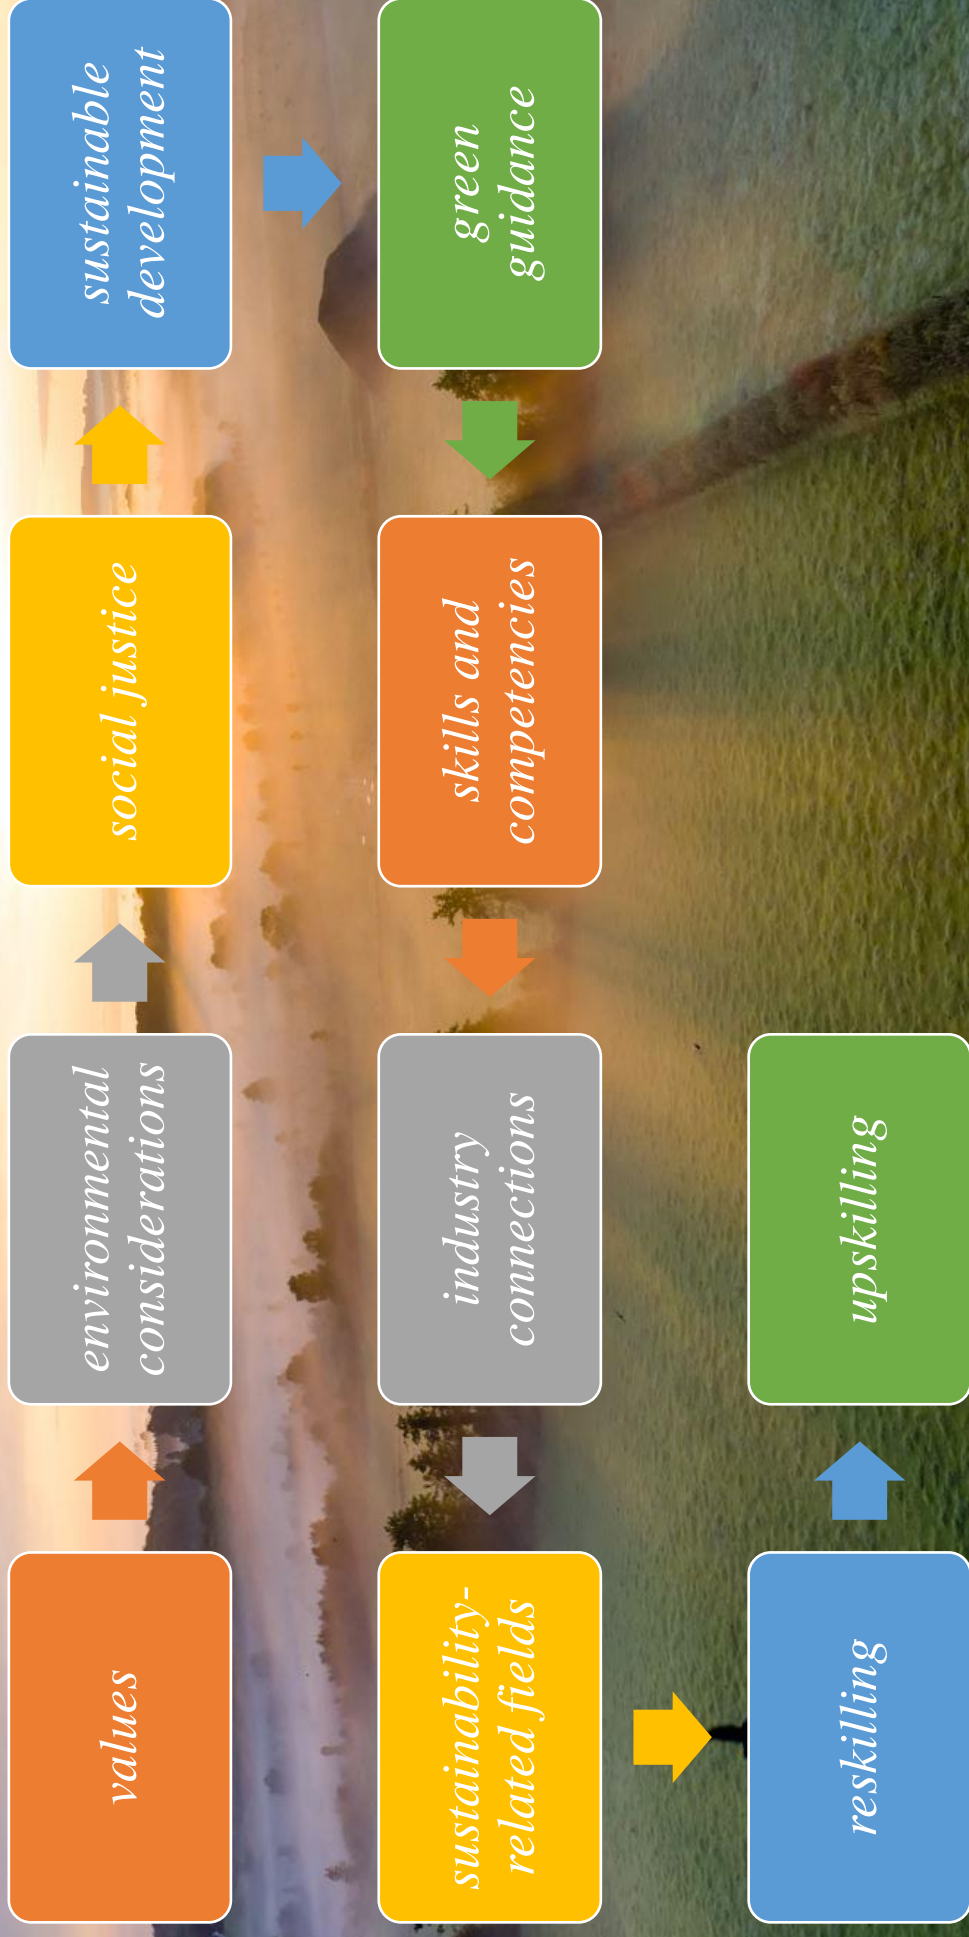 values
environmental
considerations
social justice
sustainable
development
green
guidance
skills and
competencies
industry
connections
sustainability-
related fields
reskilling
upskilling